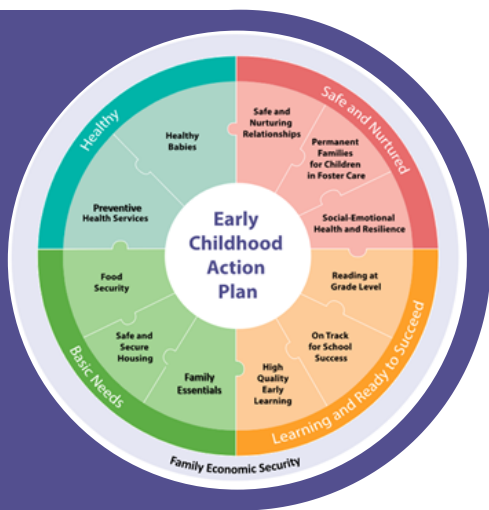 Early
Childhood
Action
Plan
Healthy
Healthy
Babies
Preventive
Health Services
Safe and Nurtured
Safe and
Nurturing
Relationships
Permanent
Families
for Children
in Foster Care
Social-Emotional
Health and Resilience
Learning and Ready to Succeed
Reading at
Grade Level
On Track
for School
Success
High
Quality
Early
Learning
Basic Needs
Food
Security
Safe and
Secure
Housing
Family
Essentials
Family Economic Security